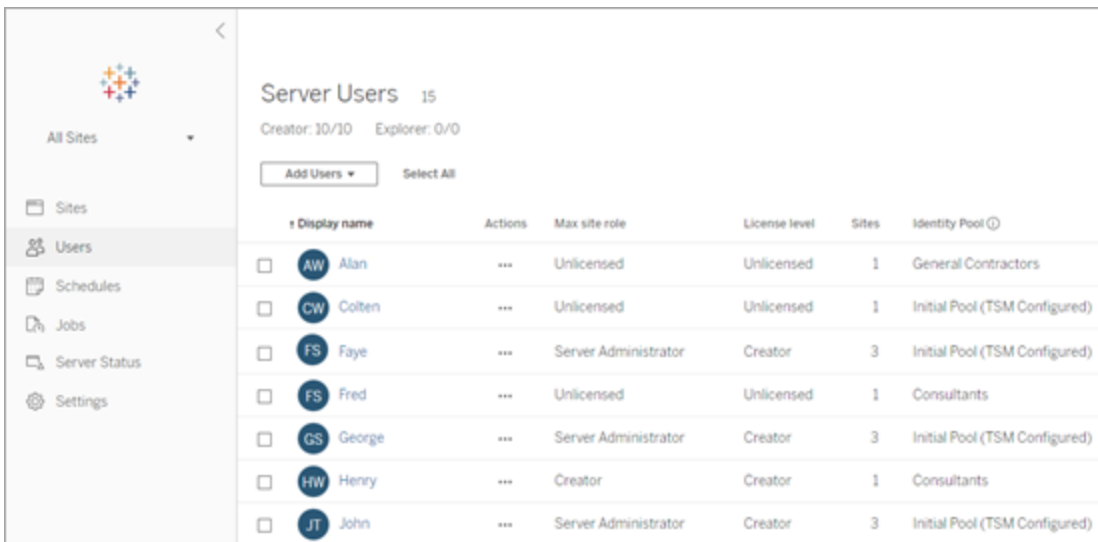 All Sites
Sites
Users
Schedules
Jobs
Server Status
Settings
Server Users 15
Creator: 10/10 Explorer: 0/0
Add Users Select All
↑ Display name Actions Max site role License level Sites Identity Pool
AW Alan ... Unlicensed Unlicensed 1 General Contractors
CW Colten ... Unlicensed Unlicensed 1 Initial Pool (TSM Configured)
FS Faye ... Server Administrator Creator 3 Initial Pool (TSM Configured)
FS Fred ... Unlicensed Unlicensed 1 Consultants
GS George ... Server Administrator Creator 3 Initial Pool (TSM Configured)
HW Henry ... Creator Creator 1 Consultants
JT John ... Server Administrator Creator 3 Initial Pool (TSM Configured)